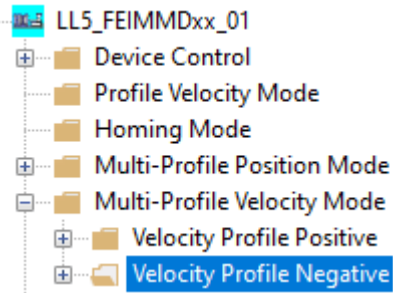 LL5_FEIMMDxx_01
Device Control
Profile Velocity Mode
Homing Mode
Multi-Profile Position Mode
Multi-Profile Velocity Mode
Velocity Profile Positive
Velocity Profile Negative